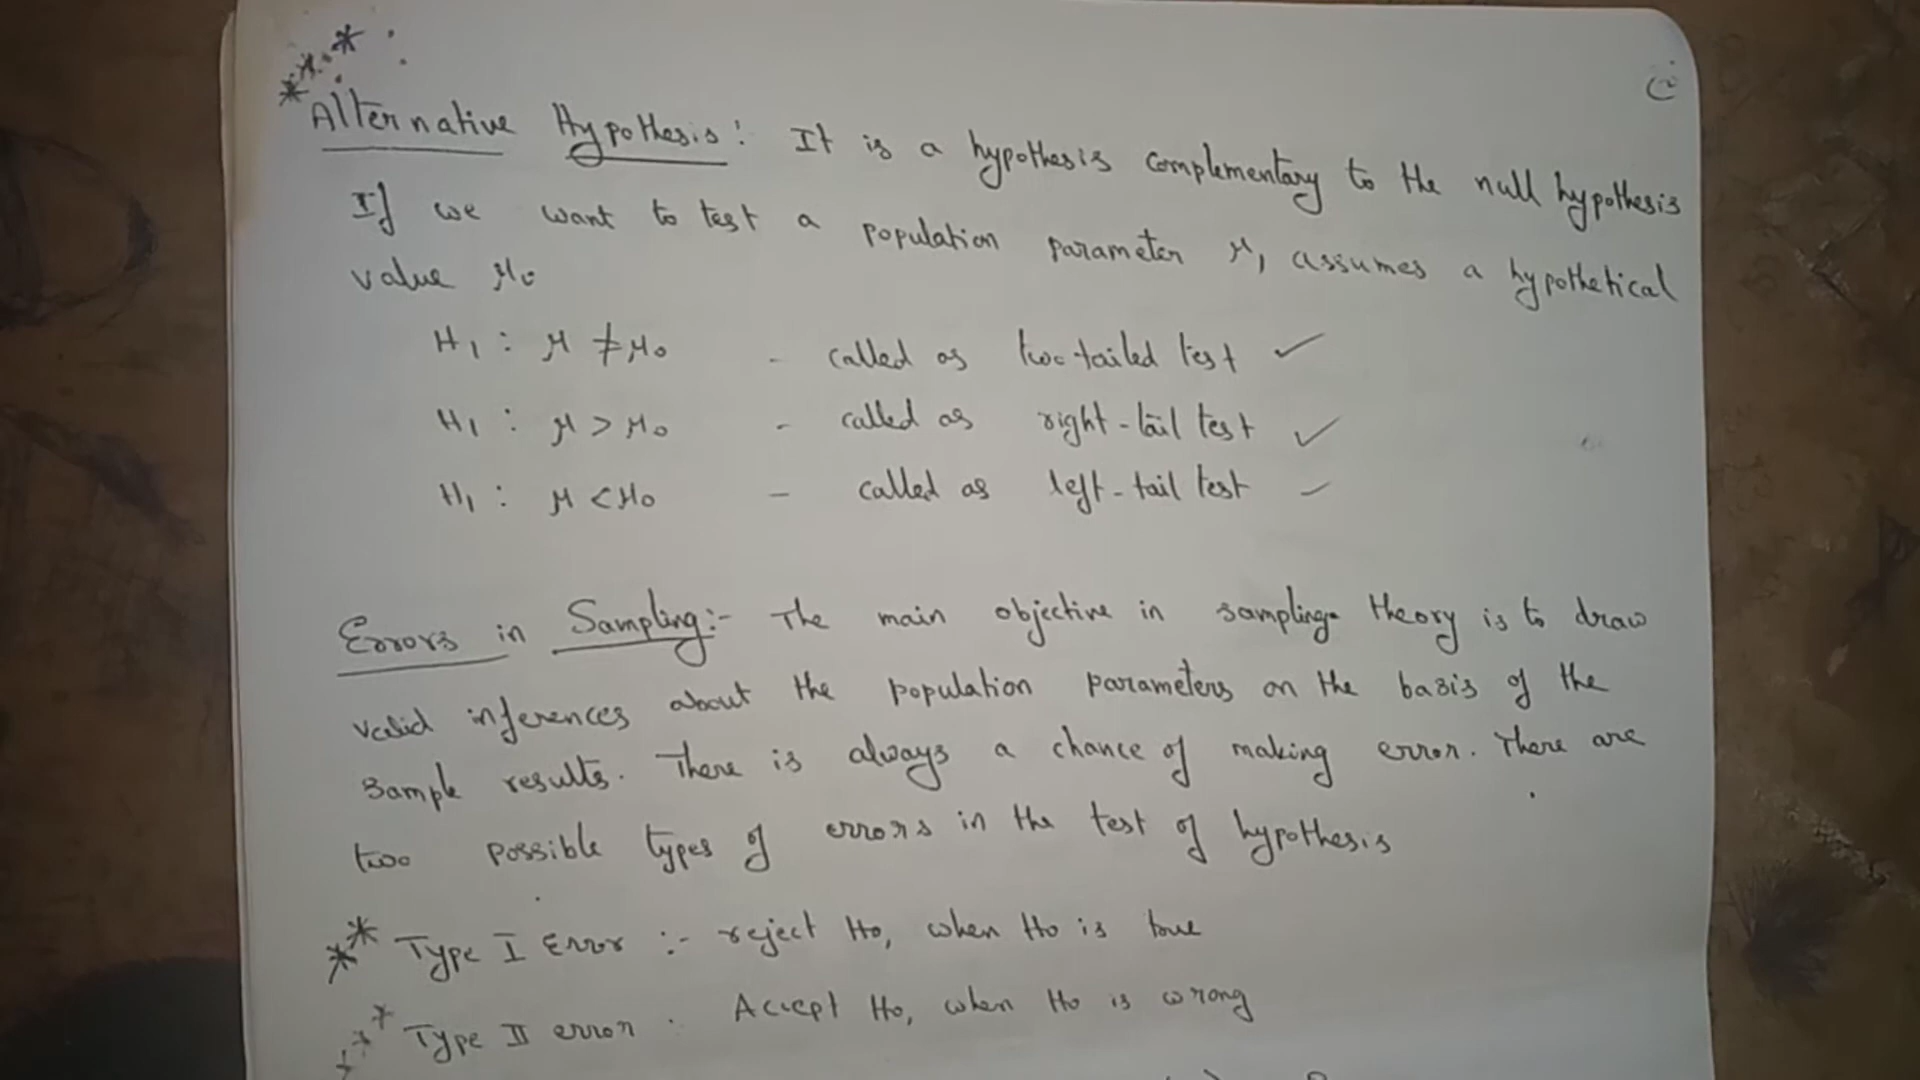 Alternative Hypothesis: It is a hypothesis complementary to the null hypothesis
If we want to test a population parameter μ, assumes a hypothetical
value μ₀
H₁ : μ ≠ μ₀ - called as two tailed test ✓
H₁ : μ > μ₀ - called as right-tail test ✓
H₁ : μ < μ₀ - called as left-tail test
Errors in Sampling:- The main objective in sampling theory is to draw
valid inferences about the population parameters on the basis of the
sample results. There is always a chance of making error. There are
two possible types of errors in the test of hypothesis
** Type I Error :- reject H₀, when H₀ is true
Type II error. Accept H₀, when H₀ is wrong